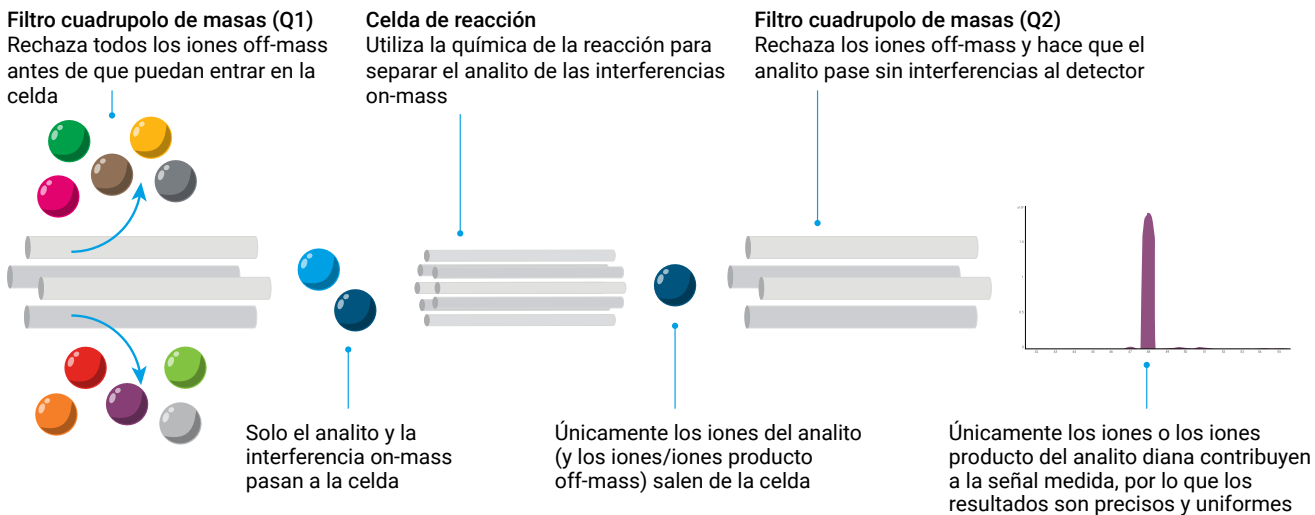 Filtro cuadrupolo de masas (Q1)
Rechaza todos los iones off-mass
antes de que puedan entrar en la
celda
Celda de reacción
Utiliza la química de la reacción para
separar el analito de las interferencias
on-mass
Filtro cuadrupolo de masas (Q2)
Rechaza los iones off-mass y hace que el
analito pase sin interferencias al detector
Solo el analito y la
interferencia on-mass
pasan a la celda
Únicamente los iones del analito
(y los iones/iones producto
off-mass) salen de la celda
Únicamente los iones o los iones
producto del analito diana contribuyen
a la señal medida, por lo que los
resultados son precisos y uniformes